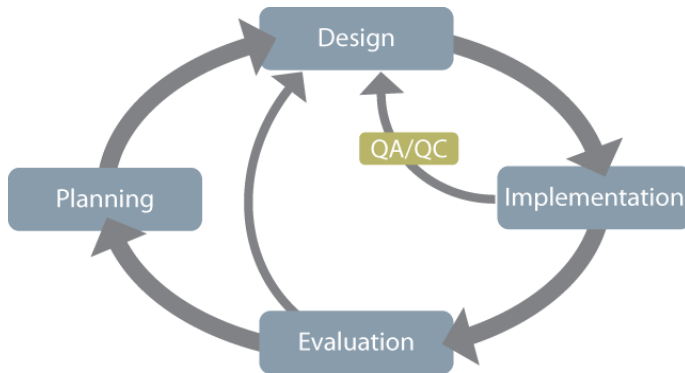 Design
QA/QC
Planning
Implementation
Evaluation